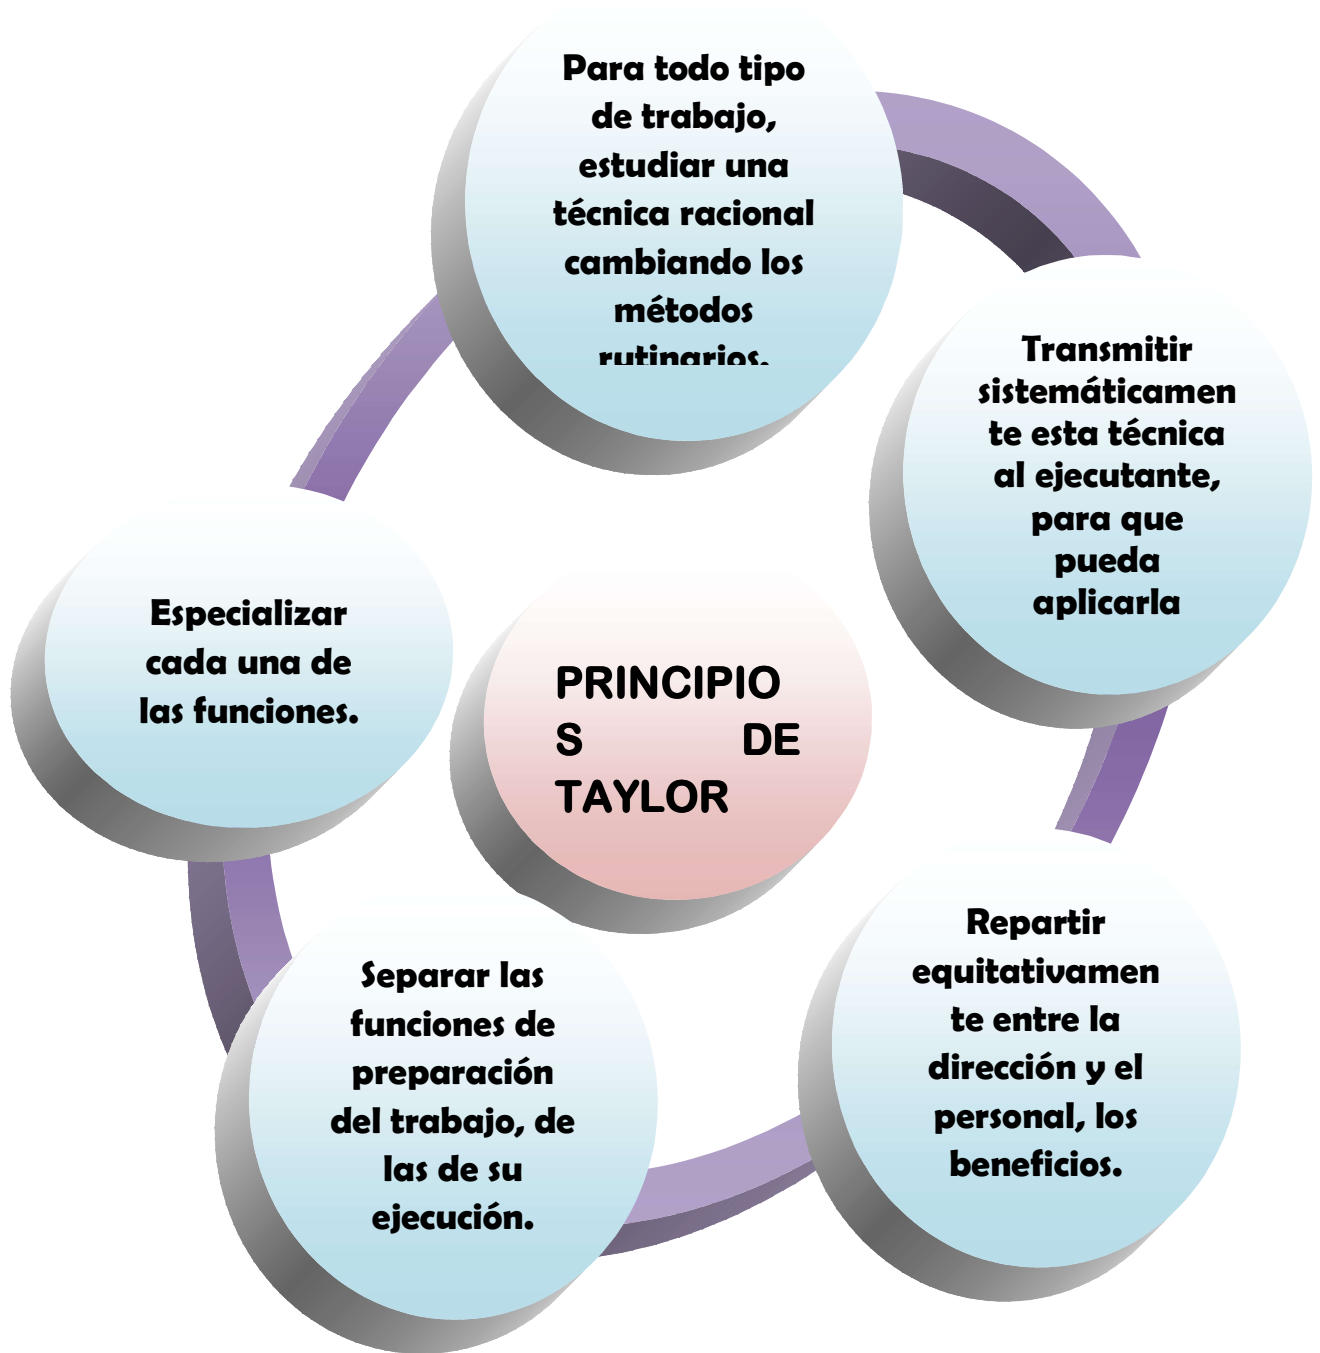 Para todo tipo
de trabajo,
estudiar una
técnica racional
cambiando los
métodos
rutinarios.
Transmitir
sistemáticamen
te esta técnica
al ejecutante,
para que
pueda
aplicarla
Repartir
equitativamen
te entre la
dirección y el
personal, los
beneficios.
Separar las
funciones de
preparación
del trabajo, de
las de su
ejecución.
Especializar
cada una de
las funciones.
PRINCIPIO
S DE
TAYLOR